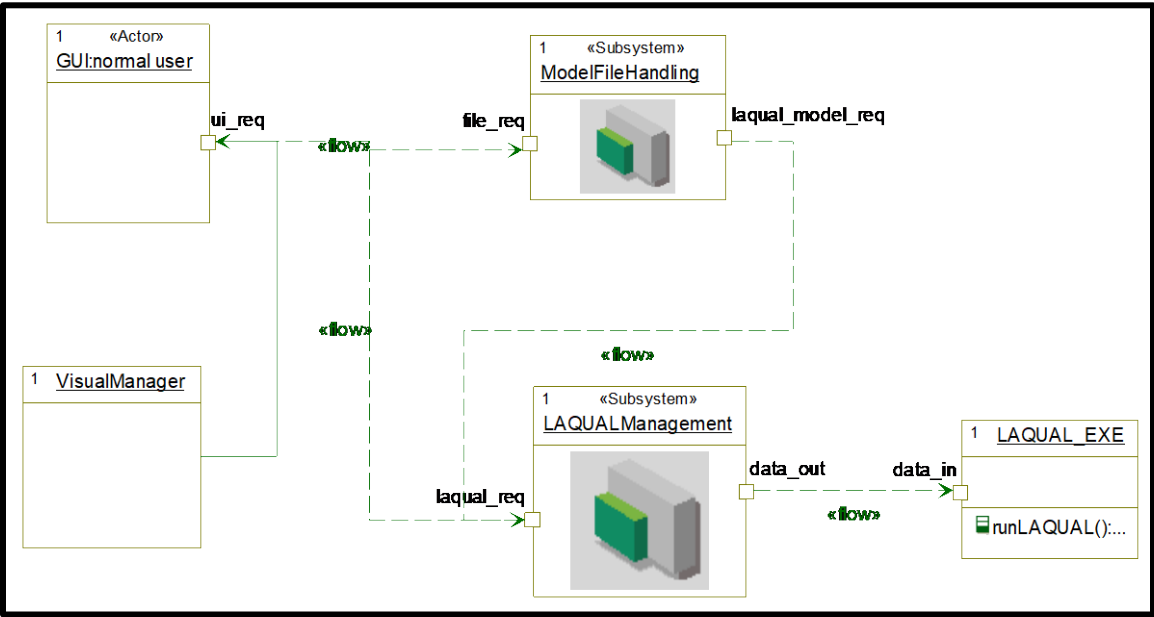 1 «Actor»
GUI:normal user
ui_req
«flow»
1 «Subsystem»
ModelFileHandling
file_req
laqual_model_req
«flow»
«flow»
1 VisualManager
1 «Subsystem»
LAQUALManagement
laqual_req
data_out
data_in
«flow»
1 LAQUAL_EXE
runLAQUAL():...